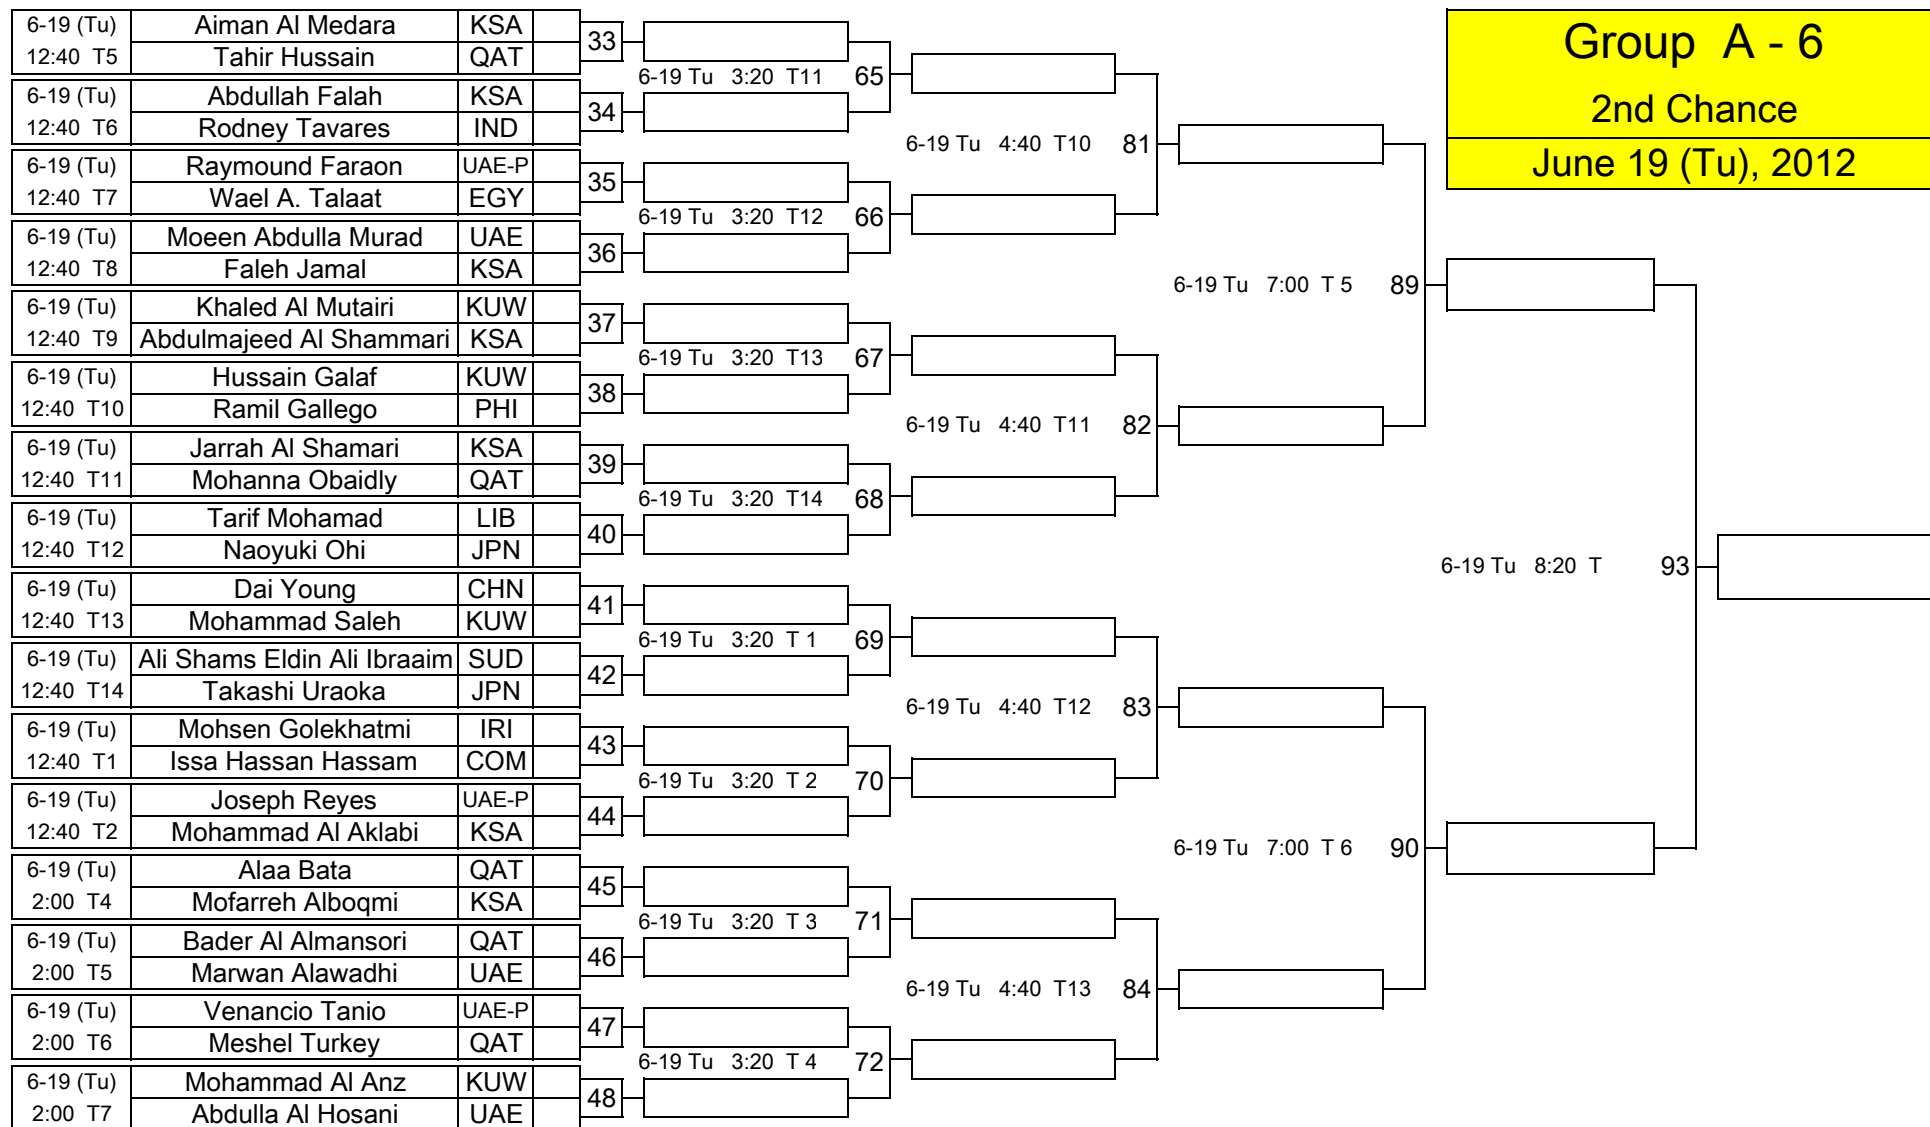 Group A - 6
2nd Chance
June 19 (Tu), 2012
6-19 (Tu) Aiman Al Medara KSA
12:40 T5 Tahir Hussain QAT
33
6-19 (Tu) Abdullah Falah KSA
12:40 T6 Rodney Tavares IND
34
6-19 (Tu) Raymound Faraon UAE-P
12:40 T7 Wael A. Talaat EGY
35
6-19 (Tu) Moeen Abdulla Murad UAE
12:40 T8 Faleh Jamal KSA
36
6-19 (Tu) Khaled Al Mutairi KUW
12:40 T9 Abdulmajeed Al Shammari KSA
37
6-19 (Tu) Hussain Galaf KUW
12:40 T10 Ramil Gallego PHI
38
6-19 (Tu) Jarrah Al Shamari KSA
12:40 T11 Mohanna Obaidly QAT
39
6-19 (Tu) Tarif Mohamad LIB
12:40 T12 Naoyuki Ohi JPN
40
6-19 (Tu) Dai Young CHN
12:40 T13 Mohammad Saleh KUW
41
6-19 (Tu) Ali Shams Eldin Ali Ibraaim SUD
12:40 T14 Takashi Uraoka JPN
42
6-19 (Tu) Mohsen Golekhatmi IRI
12:40 T1 Issa Hassan Hassam COM
43
6-19 (Tu) Joseph Reyes UAE-P
12:40 T2 Mohammad Al Aklabi KSA
44
6-19 (Tu) Alaa Bata QAT
2:00 T4 Mofarreh Alboqmi KSA
45
6-19 (Tu) Bader Al Almansori QAT
2:00 T5 Marwan Alawadhi UAE
46
6-19 (Tu) Venancio Tanio UAE-P
2:00 T6 Meshel Turkey QAT
47
6-19 (Tu) Mohammad Al Anz KUW
2:00 T7 Abdulla Al Hosani UAE
48
6-19 Tu 3:20 T11 65
6-19 Tu 3:20 T12 66
6-19 Tu 3:20 T13 67
6-19 Tu 3:20 T14 68
6-19 Tu 3:20 T 1 69
6-19 Tu 3:20 T 2 70
6-19 Tu 3:20 T 3 71
6-19 Tu 3:20 T 4 72
6-19 Tu 4:40 T10 81
6-19 Tu 4:40 T11 82
6-19 Tu 4:40 T12 83
6-19 Tu 4:40 T13 84
6-19 Tu 7:00 T 5 89
6-19 Tu 7:00 T 6 90
6-19 Tu 8:20 T 93